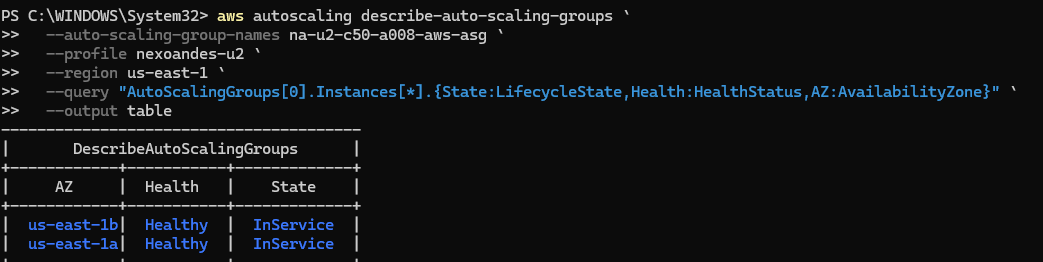 PS C:\WINDOWS\System32> aws autoscaling describe-auto-scaling-groups `
>>   --auto-scaling-group-names na-u2-c50-a008-aws-asg `
>>   --profile nexoandes-u2 `
>>   --region us-east-1 `
>>   --query "AutoScalingGroups[0].Instances[*].{State:LifecycleState,Health:HealthStatus,AZ:AvailabilityZone}" `
>>   --output table
---------------------------------------
|      DescribeAutoScalingGroups      |
+------------+-----------+------------+
|     AZ     |  Health   |    State    |
+------------+-----------+------------+
|  us-east-1b|  Healthy  |  InService  |
|  us-east-1a|  Healthy  |  InService  |